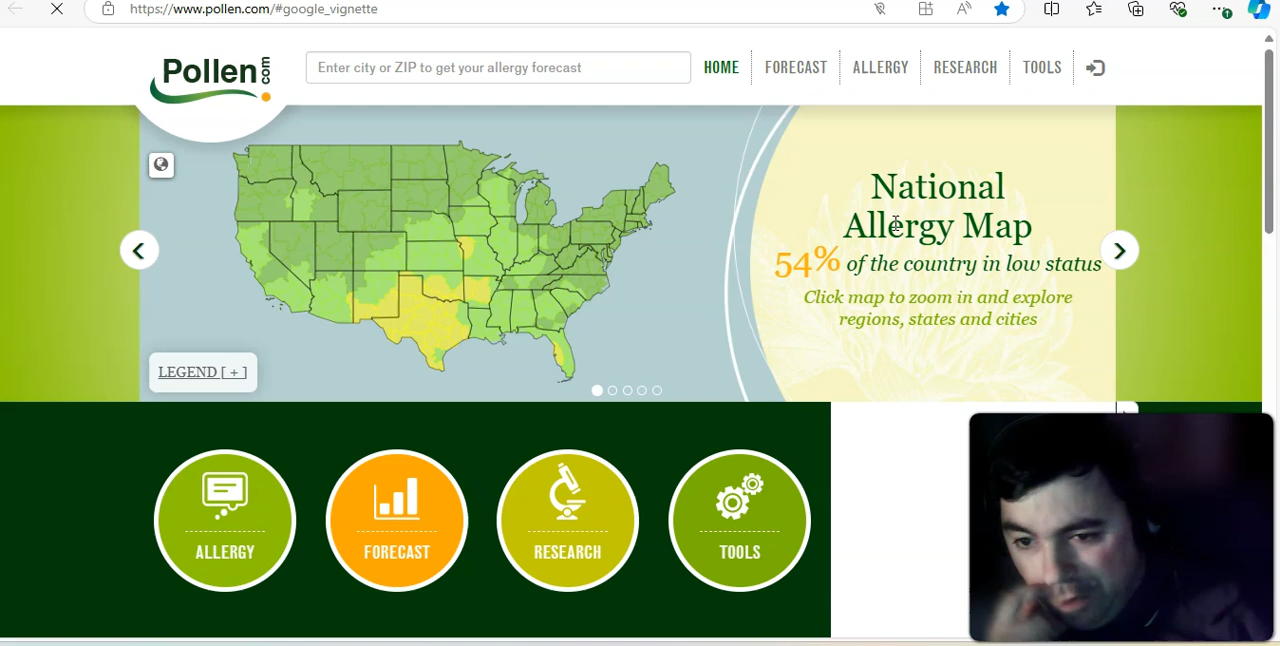 https://www.pollen.com/#google_vignette
Pollen.com
Enter city or ZIP to get your allergy forecast
HOME
FORECAST
ALLERGY
RESEARCH
TOOLS
National
Allergy Map
54% of the country in low status
Click map to zoom in and explore
regions, states and cities
LEGEND [ + ]
ALLERGY
FORECAST
RESEARCH
TOOLS